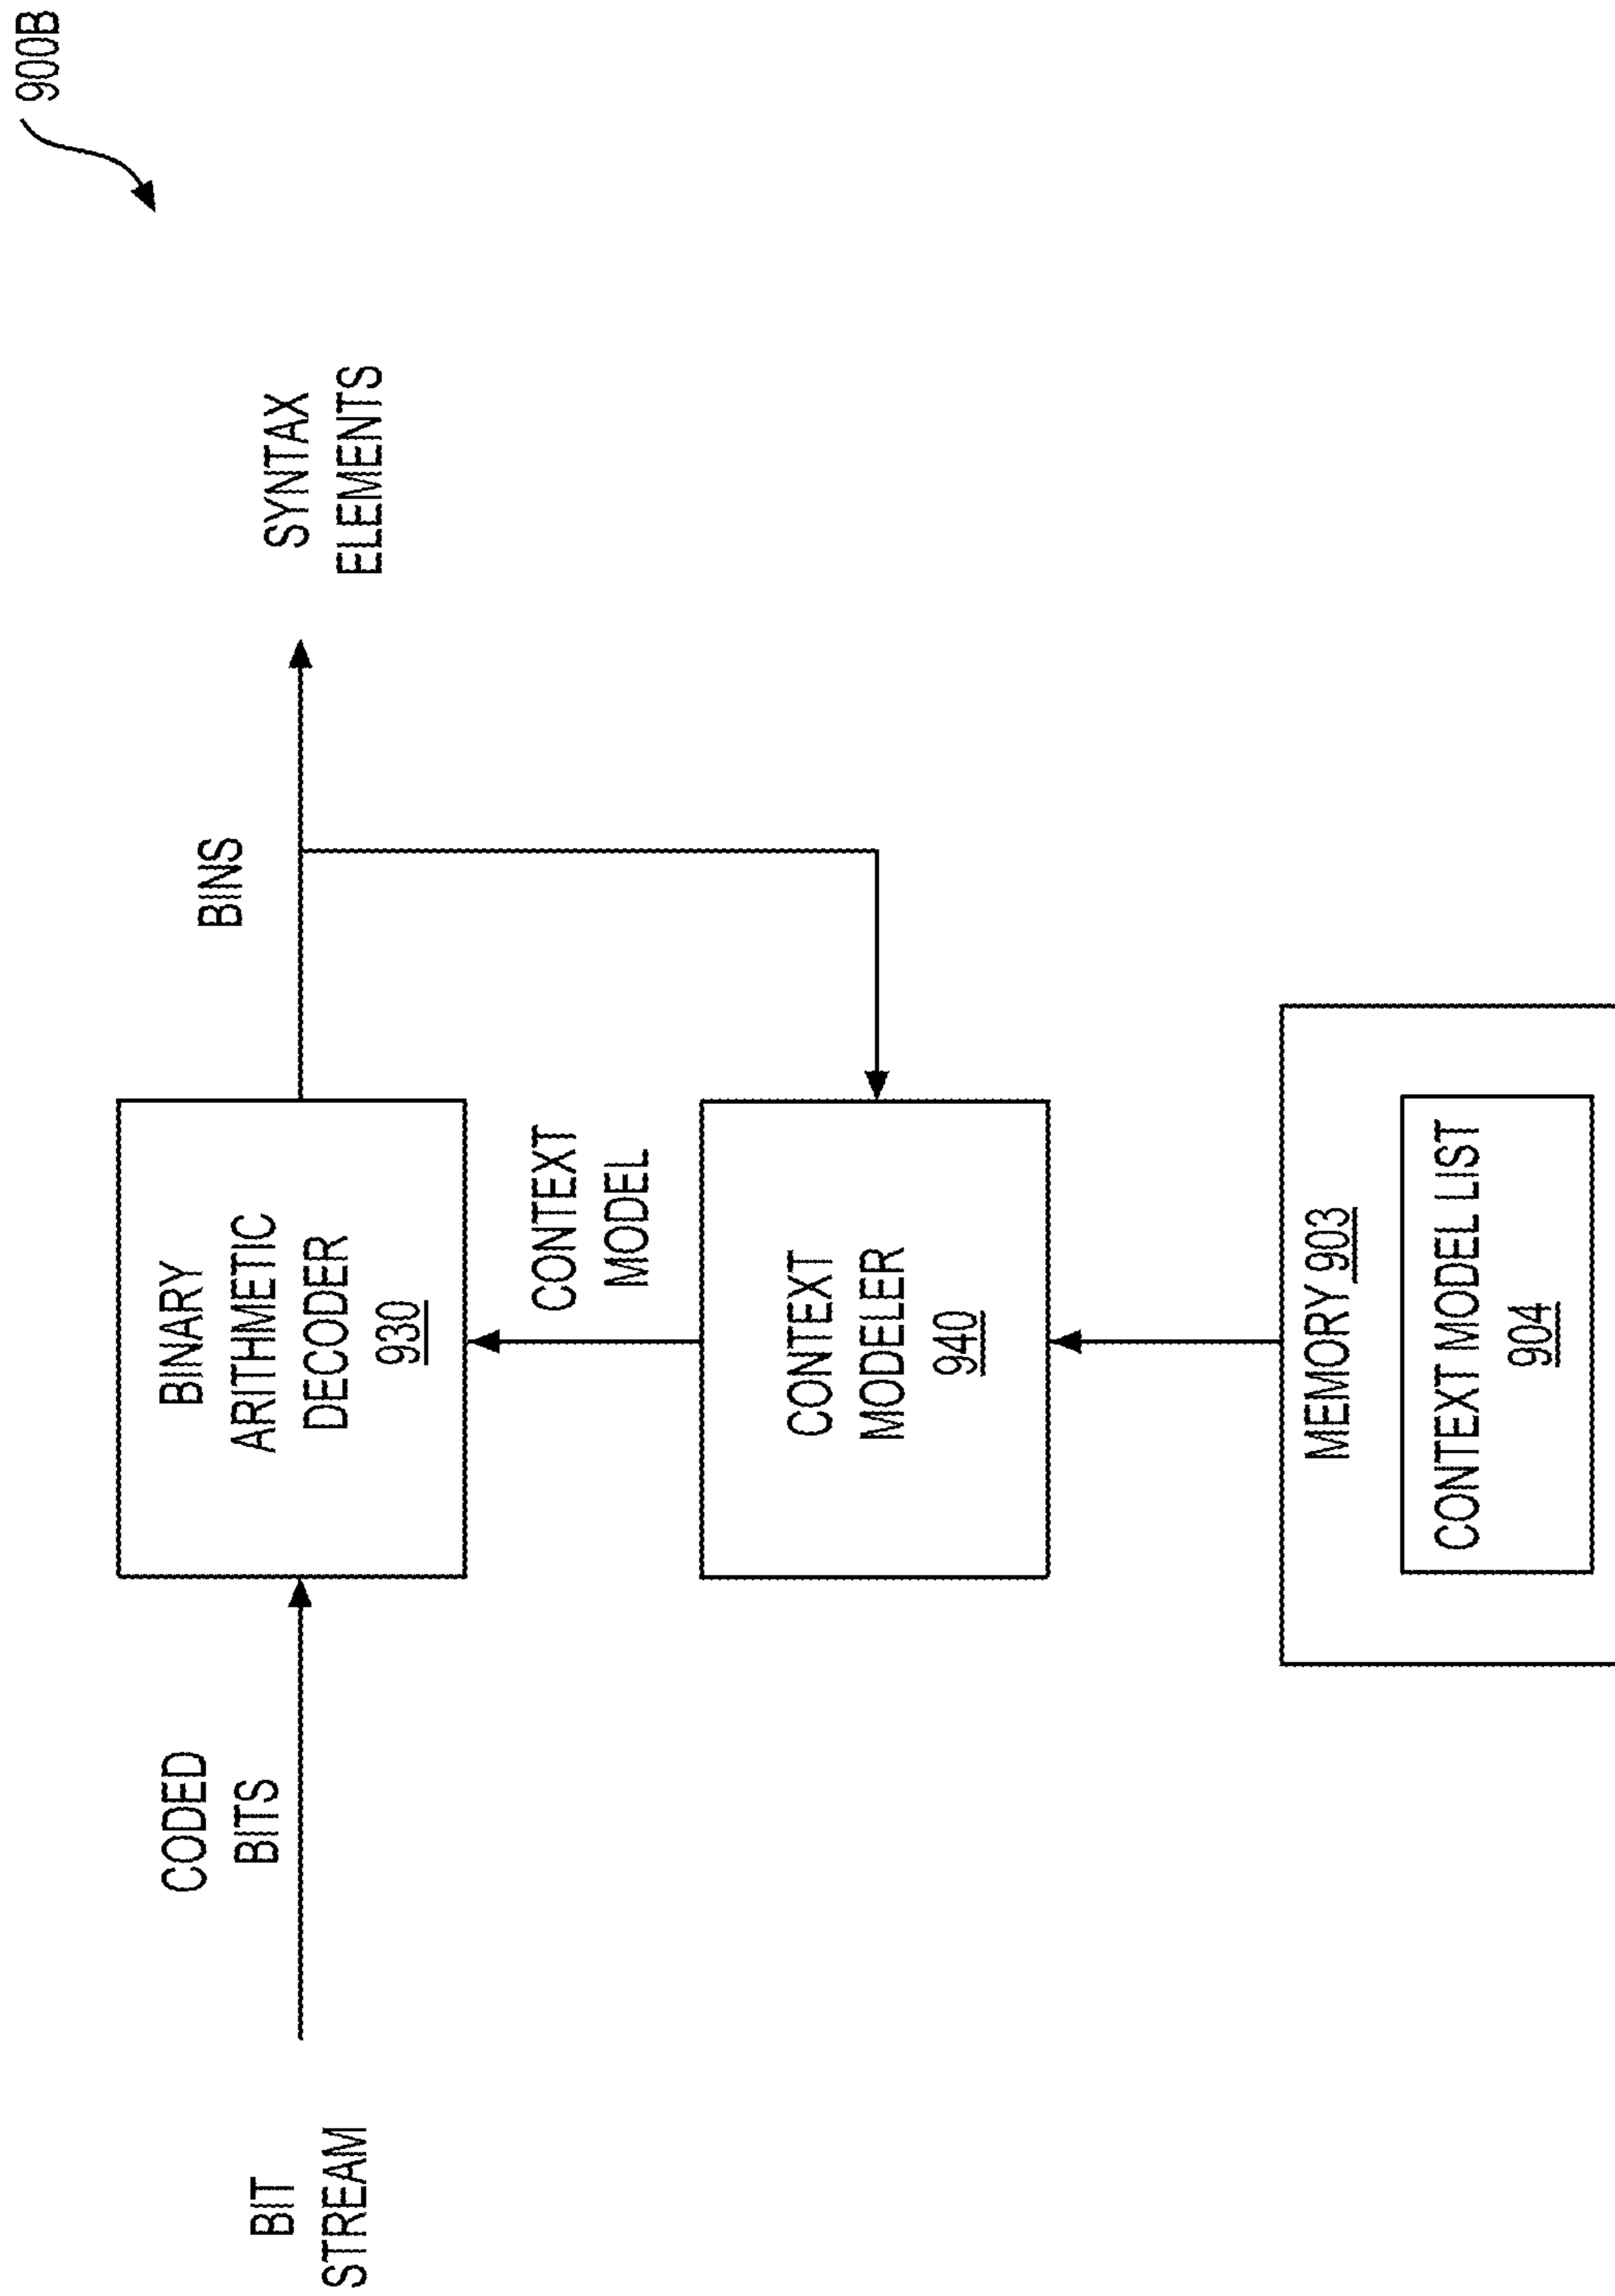 900B
BIT
STREAM
CODED
BITS
BINARY
ARITHMETIC
DECODER
930
BINS
SYNTAX
ELEMENTS
CONTEXT
MODEL
CONTEXT
MODELER
940
MEMORY 903
CONTEXT MODEL LIST
904